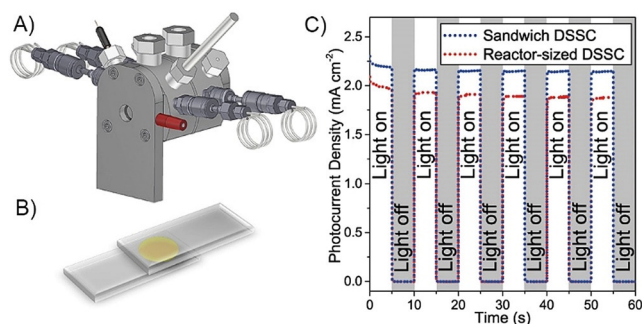 A)
B)
C)
Photocurrent Density (mA cm⁻²)
2.5
2.0
1.5
1.0
0.5
0.0
Sandwich DSSC
Reactor-sized DSSC
Light on
Light off
Light on
Light off
Light on
Light off
Light on
Light off
Light on
Light off
Light on
Light off
0 10 20 30 40 50 60
Time (s)